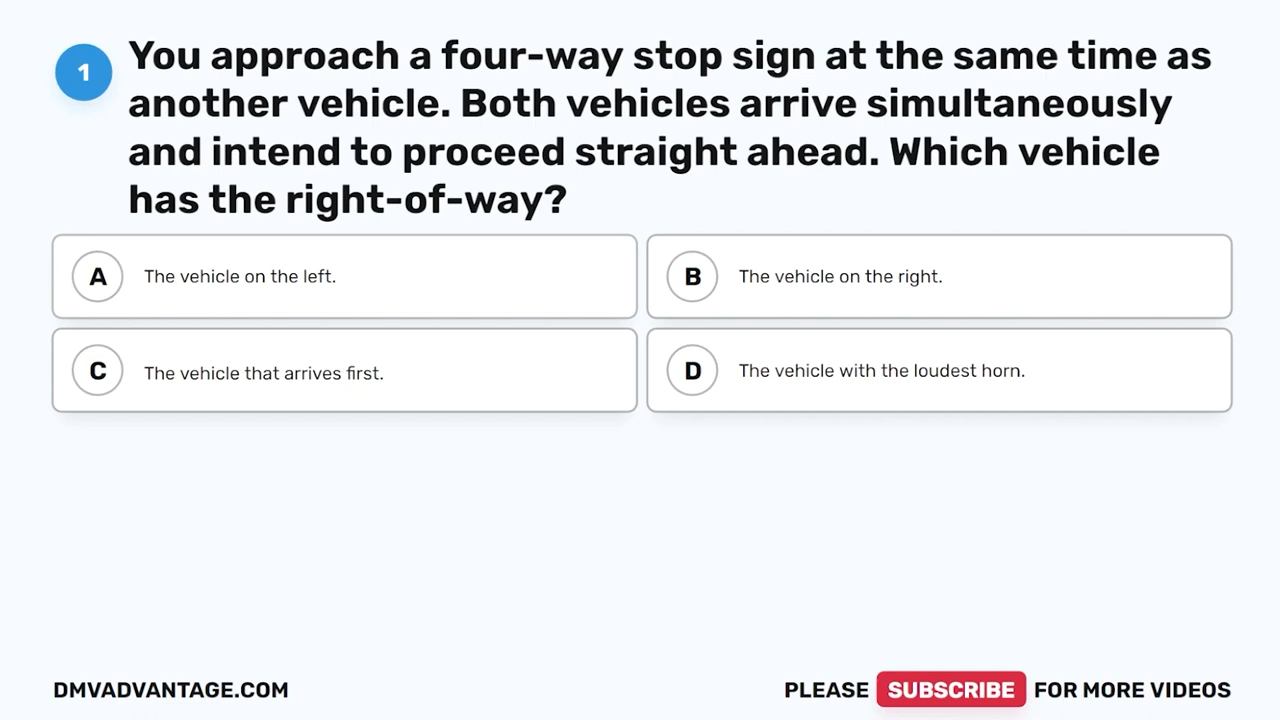 1
You approach a four-way stop sign at the same time as
another vehicle. Both vehicles arrive simultaneously
and intend to proceed straight ahead. Which vehicle
has the right-of-way?
A The vehicle on the left.
B The vehicle on the right.
C The vehicle that arrives first.
D The vehicle with the loudest horn.
DMVADVANTAGE.COM
PLEASE SUBSCRIBE FOR MORE VIDEOS